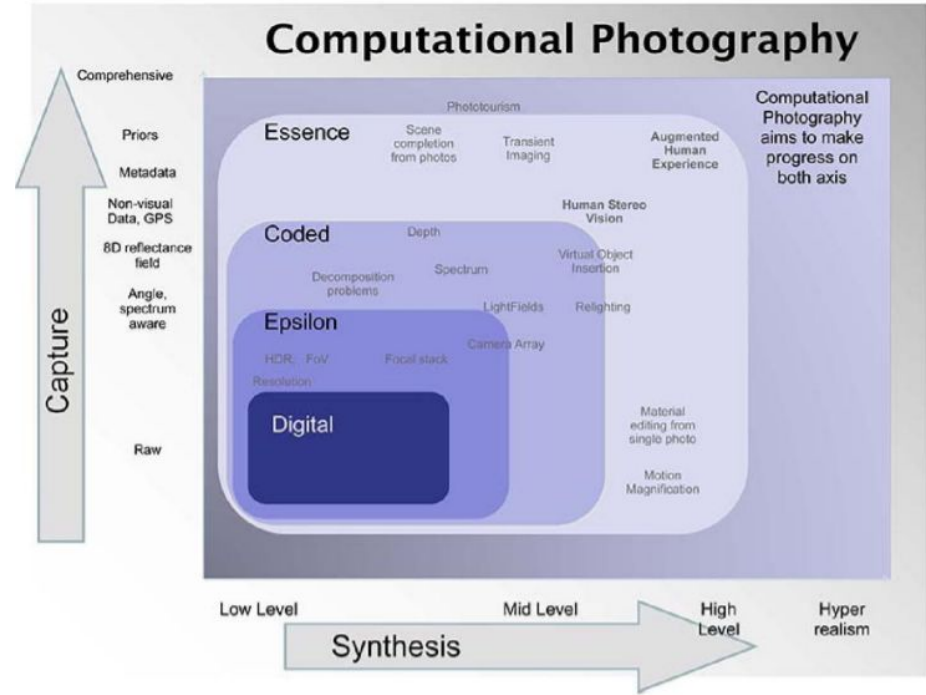 Computational Photography
Comprehensive
Priors
Metadata
Non-visual
Data, GPS
8D reflectance
field
Angle,
spectrum
aware
Raw
Capture
Phototourism
Essence
Scene
completion
from photos
Transient
Imaging
Augmented
Human
Experience
Computational
Photography
aims to make
progress on
both axis
Human Stereo
Vision
Coded
Depth
Virtual Object
Insertion
Spectrum
Decomposition
problems
LightFields
Relighting
Epsilon
Camera Array
HDR, FoV
Focal stack
Resolution
Digital
Material
editing from
single photo
Motion
Magnification
Low Level
Mid Level
High
Level
Hyper
realism
Synthesis